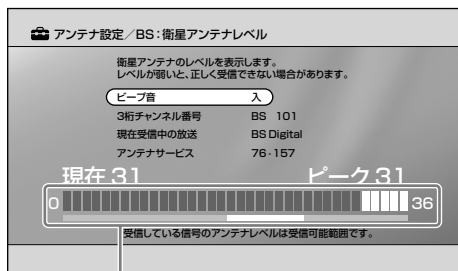 アンテナ設定／BS：衛星アンテナレベル
衛星アンテナのレベルを表示します。
レベルが弱いと、正しく受信できない場合があります。
ビープ音 入
3桁チャンネル番号 BS 101
現在受信中の放送 BS Digital
アンテナサービス 76-157
現在 31 ピーク 31
0 36
受信している信号のアンテナレベルは受信可能範囲です。